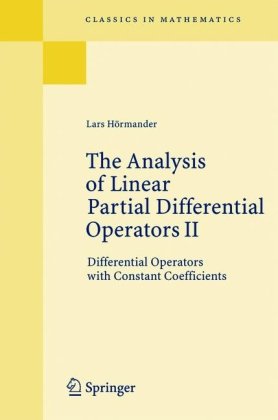 CLASSICS IN MATHEMATICS
Lars Hörmander
The Analysis
of Linear
Partial Differential
Operators II
Differential Operators
with Constant Coefficients
Springer